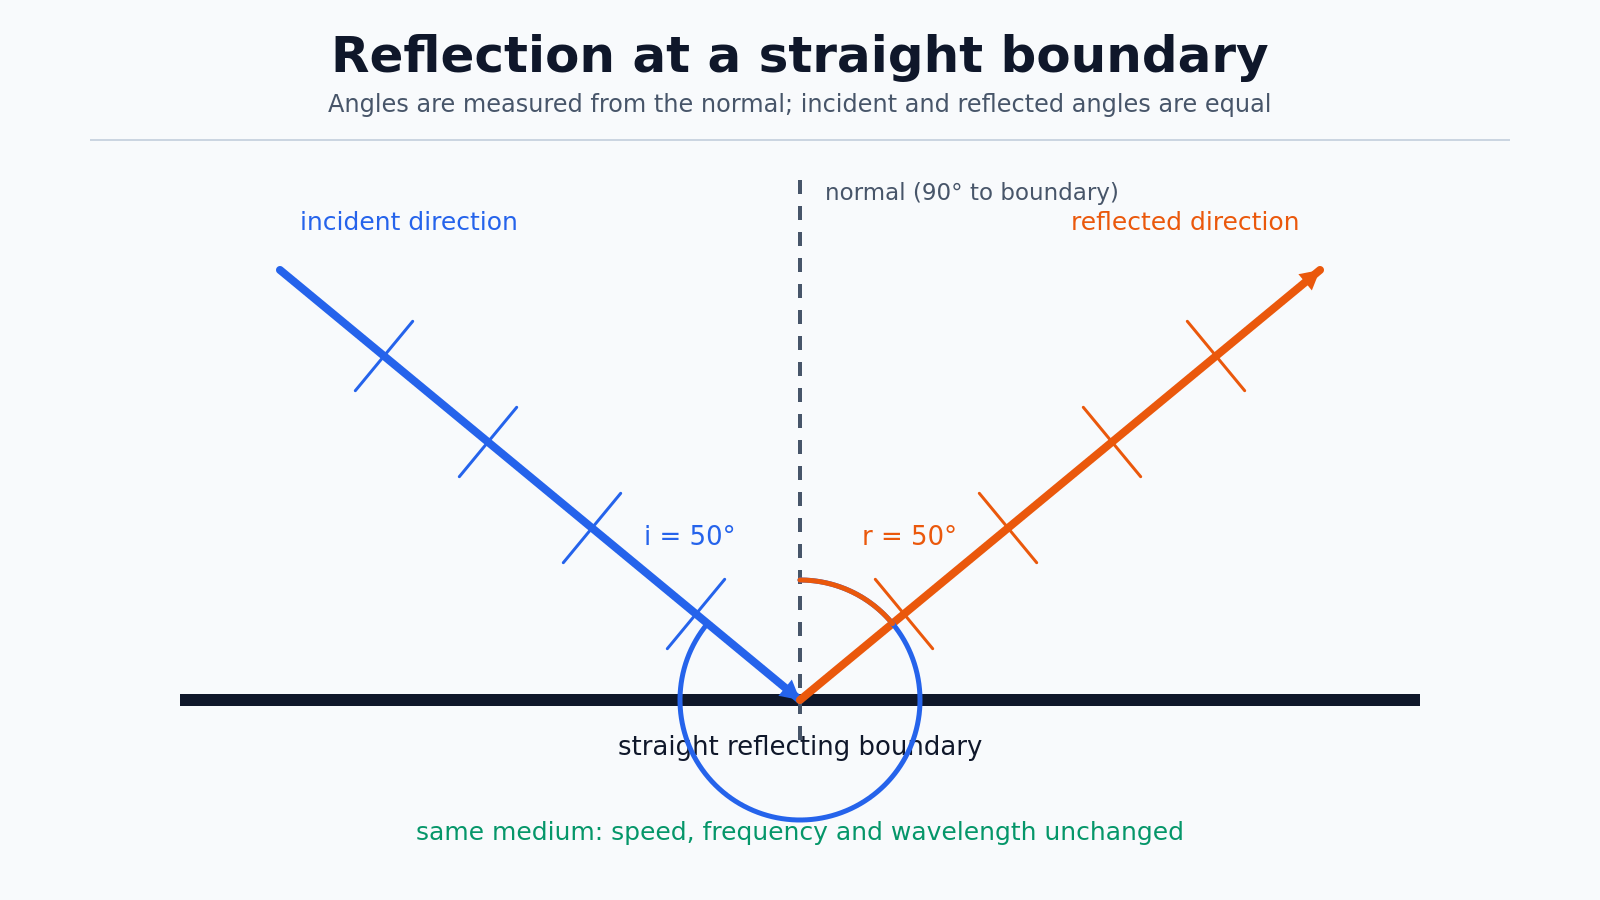 Reflection at a straight boundary
Angles are measured from the normal; incident and reflected angles are equal
normal (90° to boundary)
incident direction
reflected direction
i = 50°
r = 50°
straight reflecting boundary
same medium: speed, frequency and wavelength unchanged